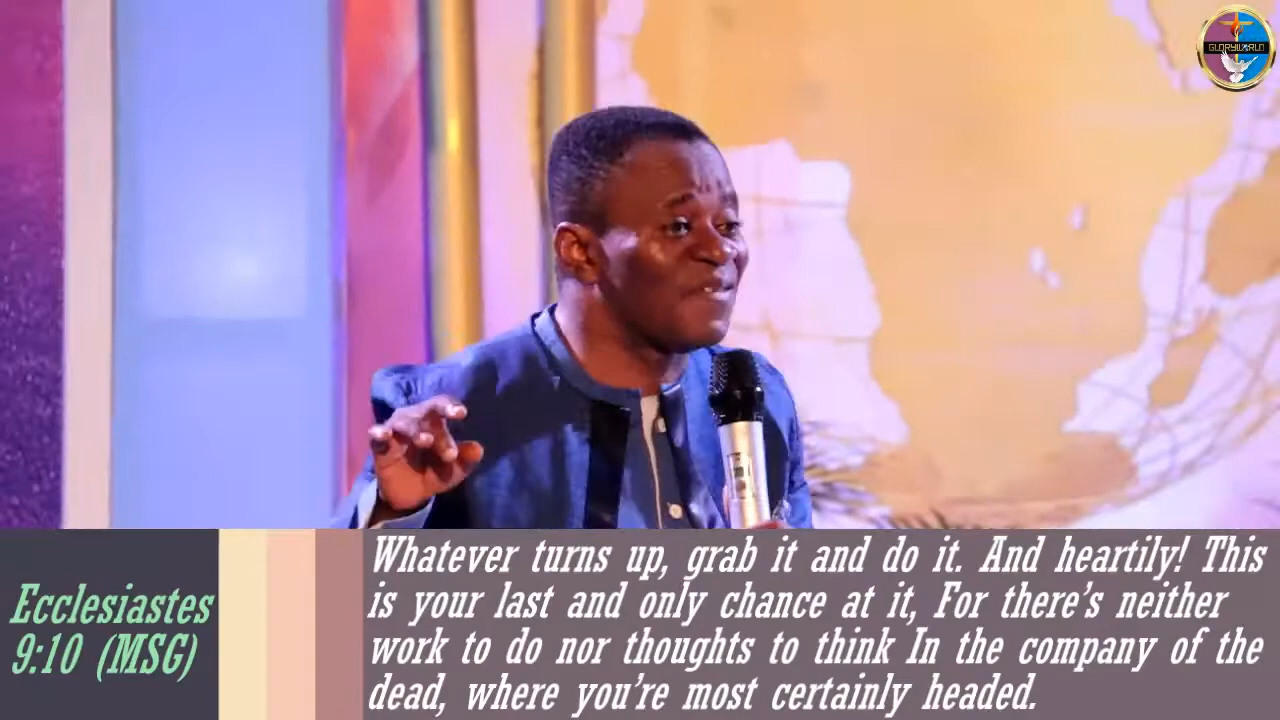 GLORYWORLD
Ecclesiastes
9:10 (MSG)
Whatever turns up, grab it and do it. And heartily! This
is your last and only chance at it, For there's neither
work to do nor thoughts to think In the company of the
dead, where you're most certainly headed.